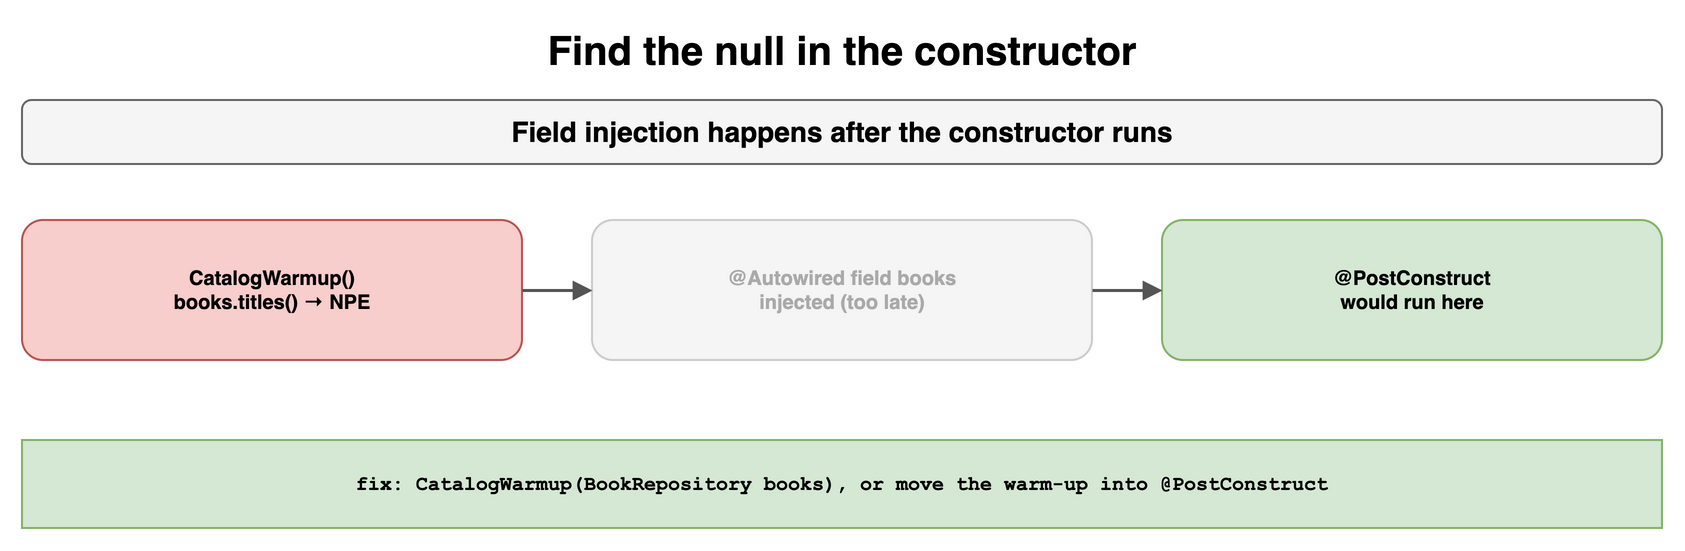 Find the null in the constructor
Field injection happens after the constructor runs
CatalogWarmup()
books.titles() → NPE
@Autowired field books
injected (too late)
@PostConstruct
would run here
fix: CatalogWarmup(BookRepository books), or move the warm-up into @PostConstruct